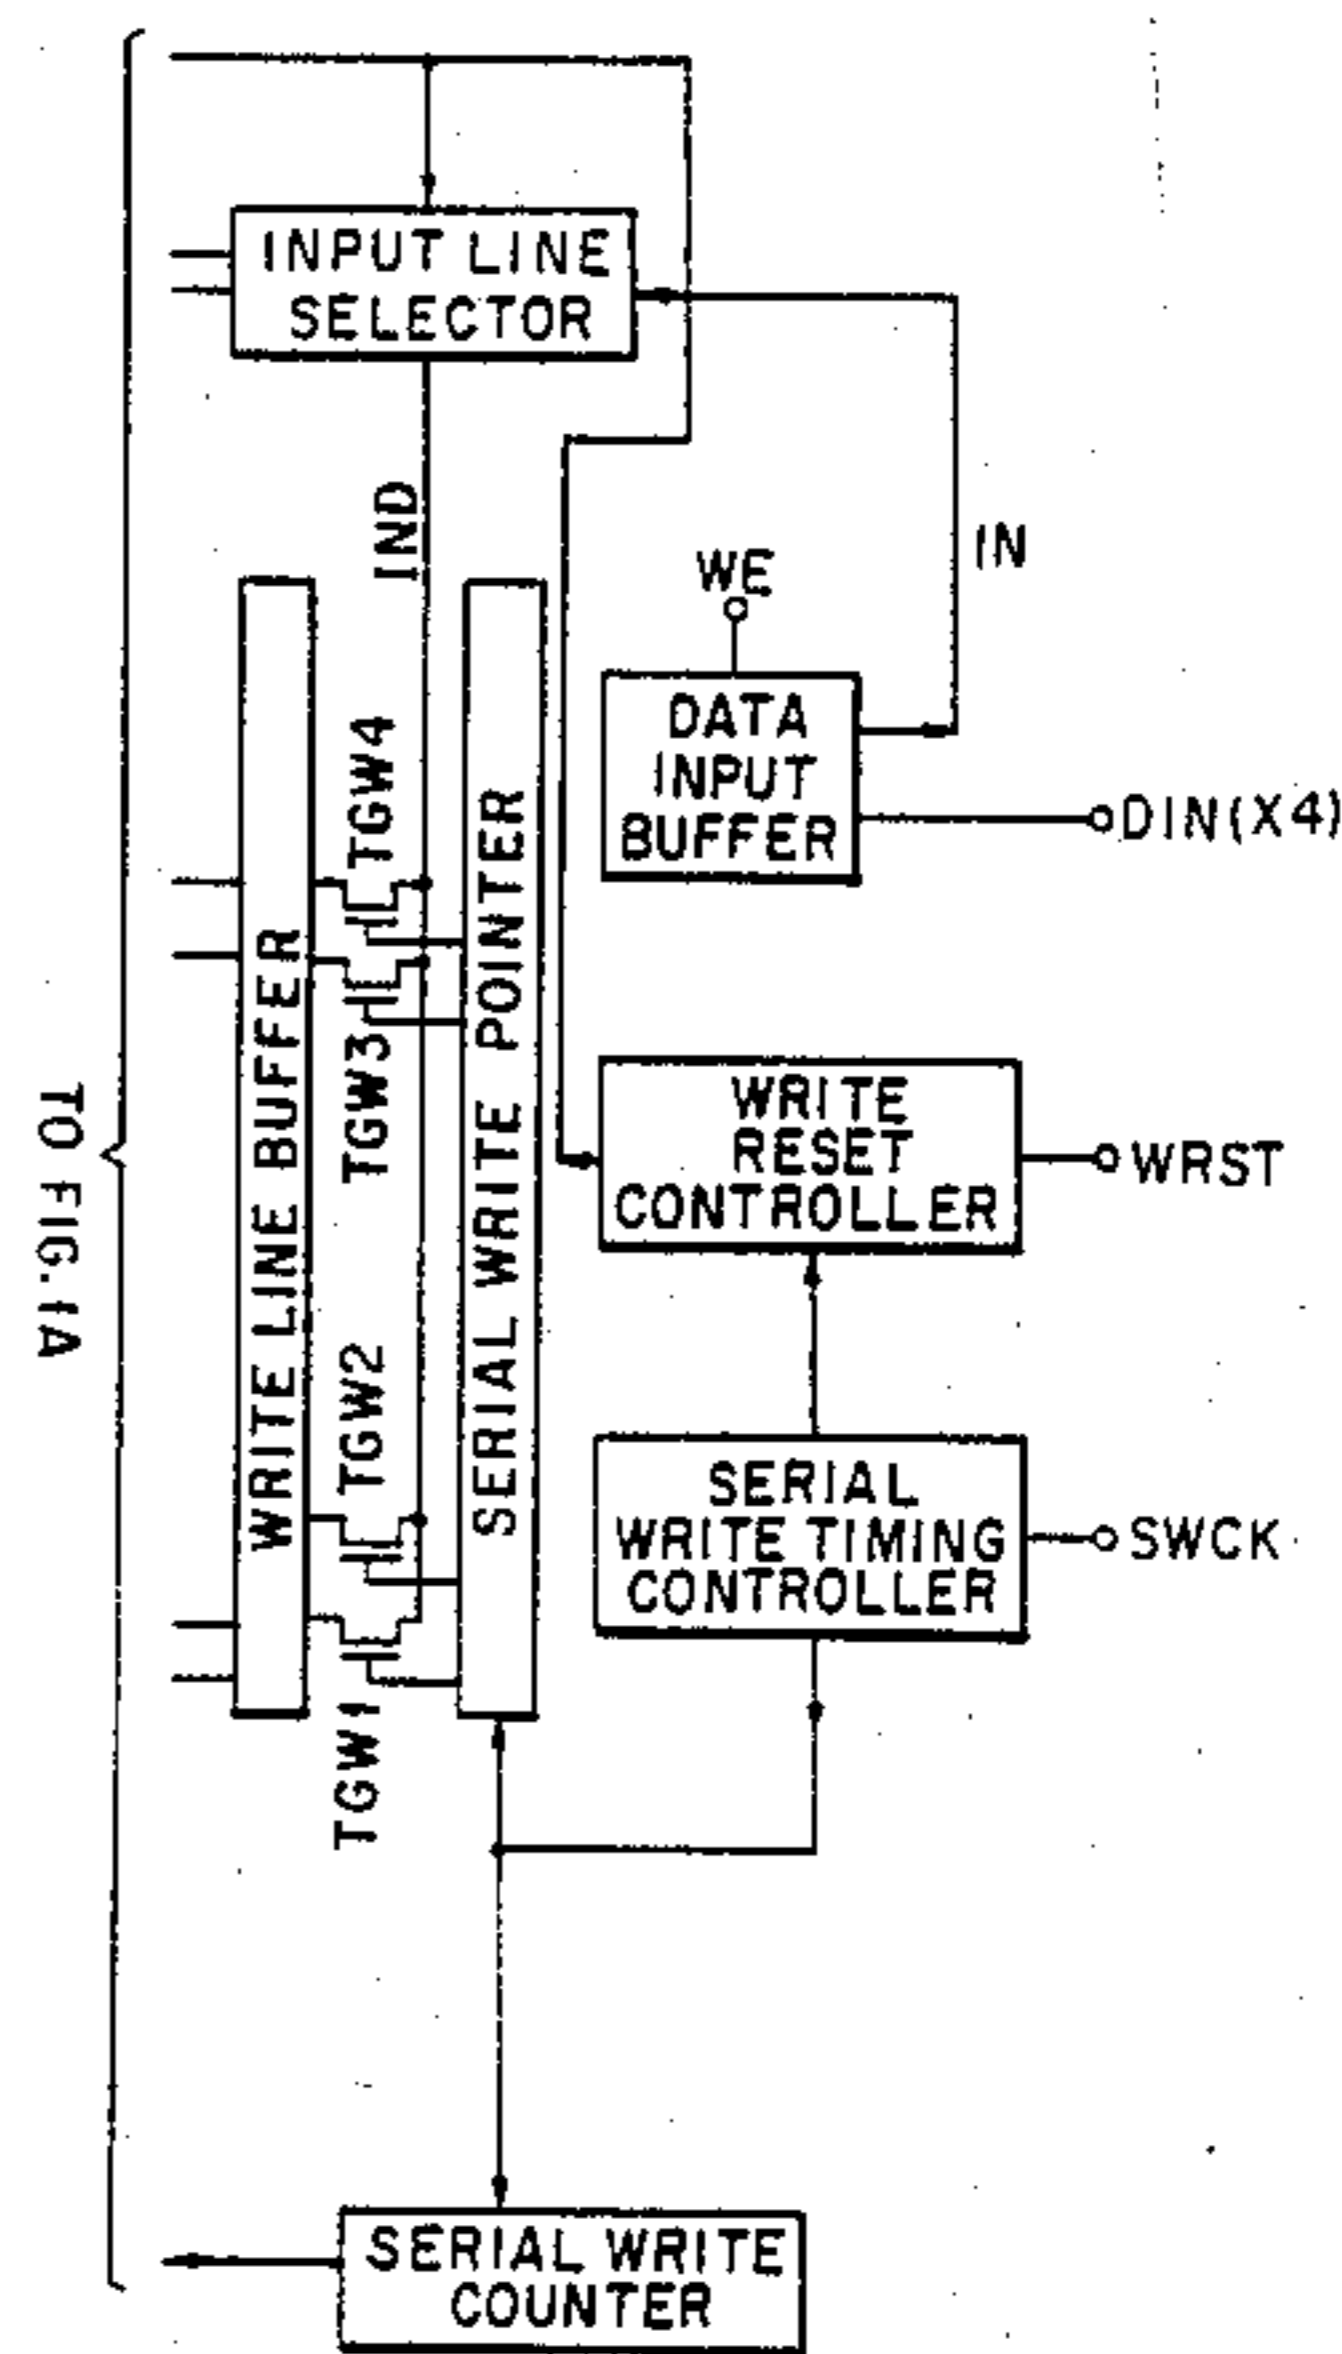 INPUT LINE
SELECTOR
IND
IN
WE
DATA
INPUT
BUFFER
DIN(X4)
TGW4
TGW3
WRITE LINE BUFFER
SERIAL WRITE POINTER
WRITE
RESET
CONTROLLER
WRST
TO FIG.1A
TGW2
TGW1
SERIAL
WRITE TIMING
CONTROLLER
SWCK
SERIAL WRITE
COUNTER